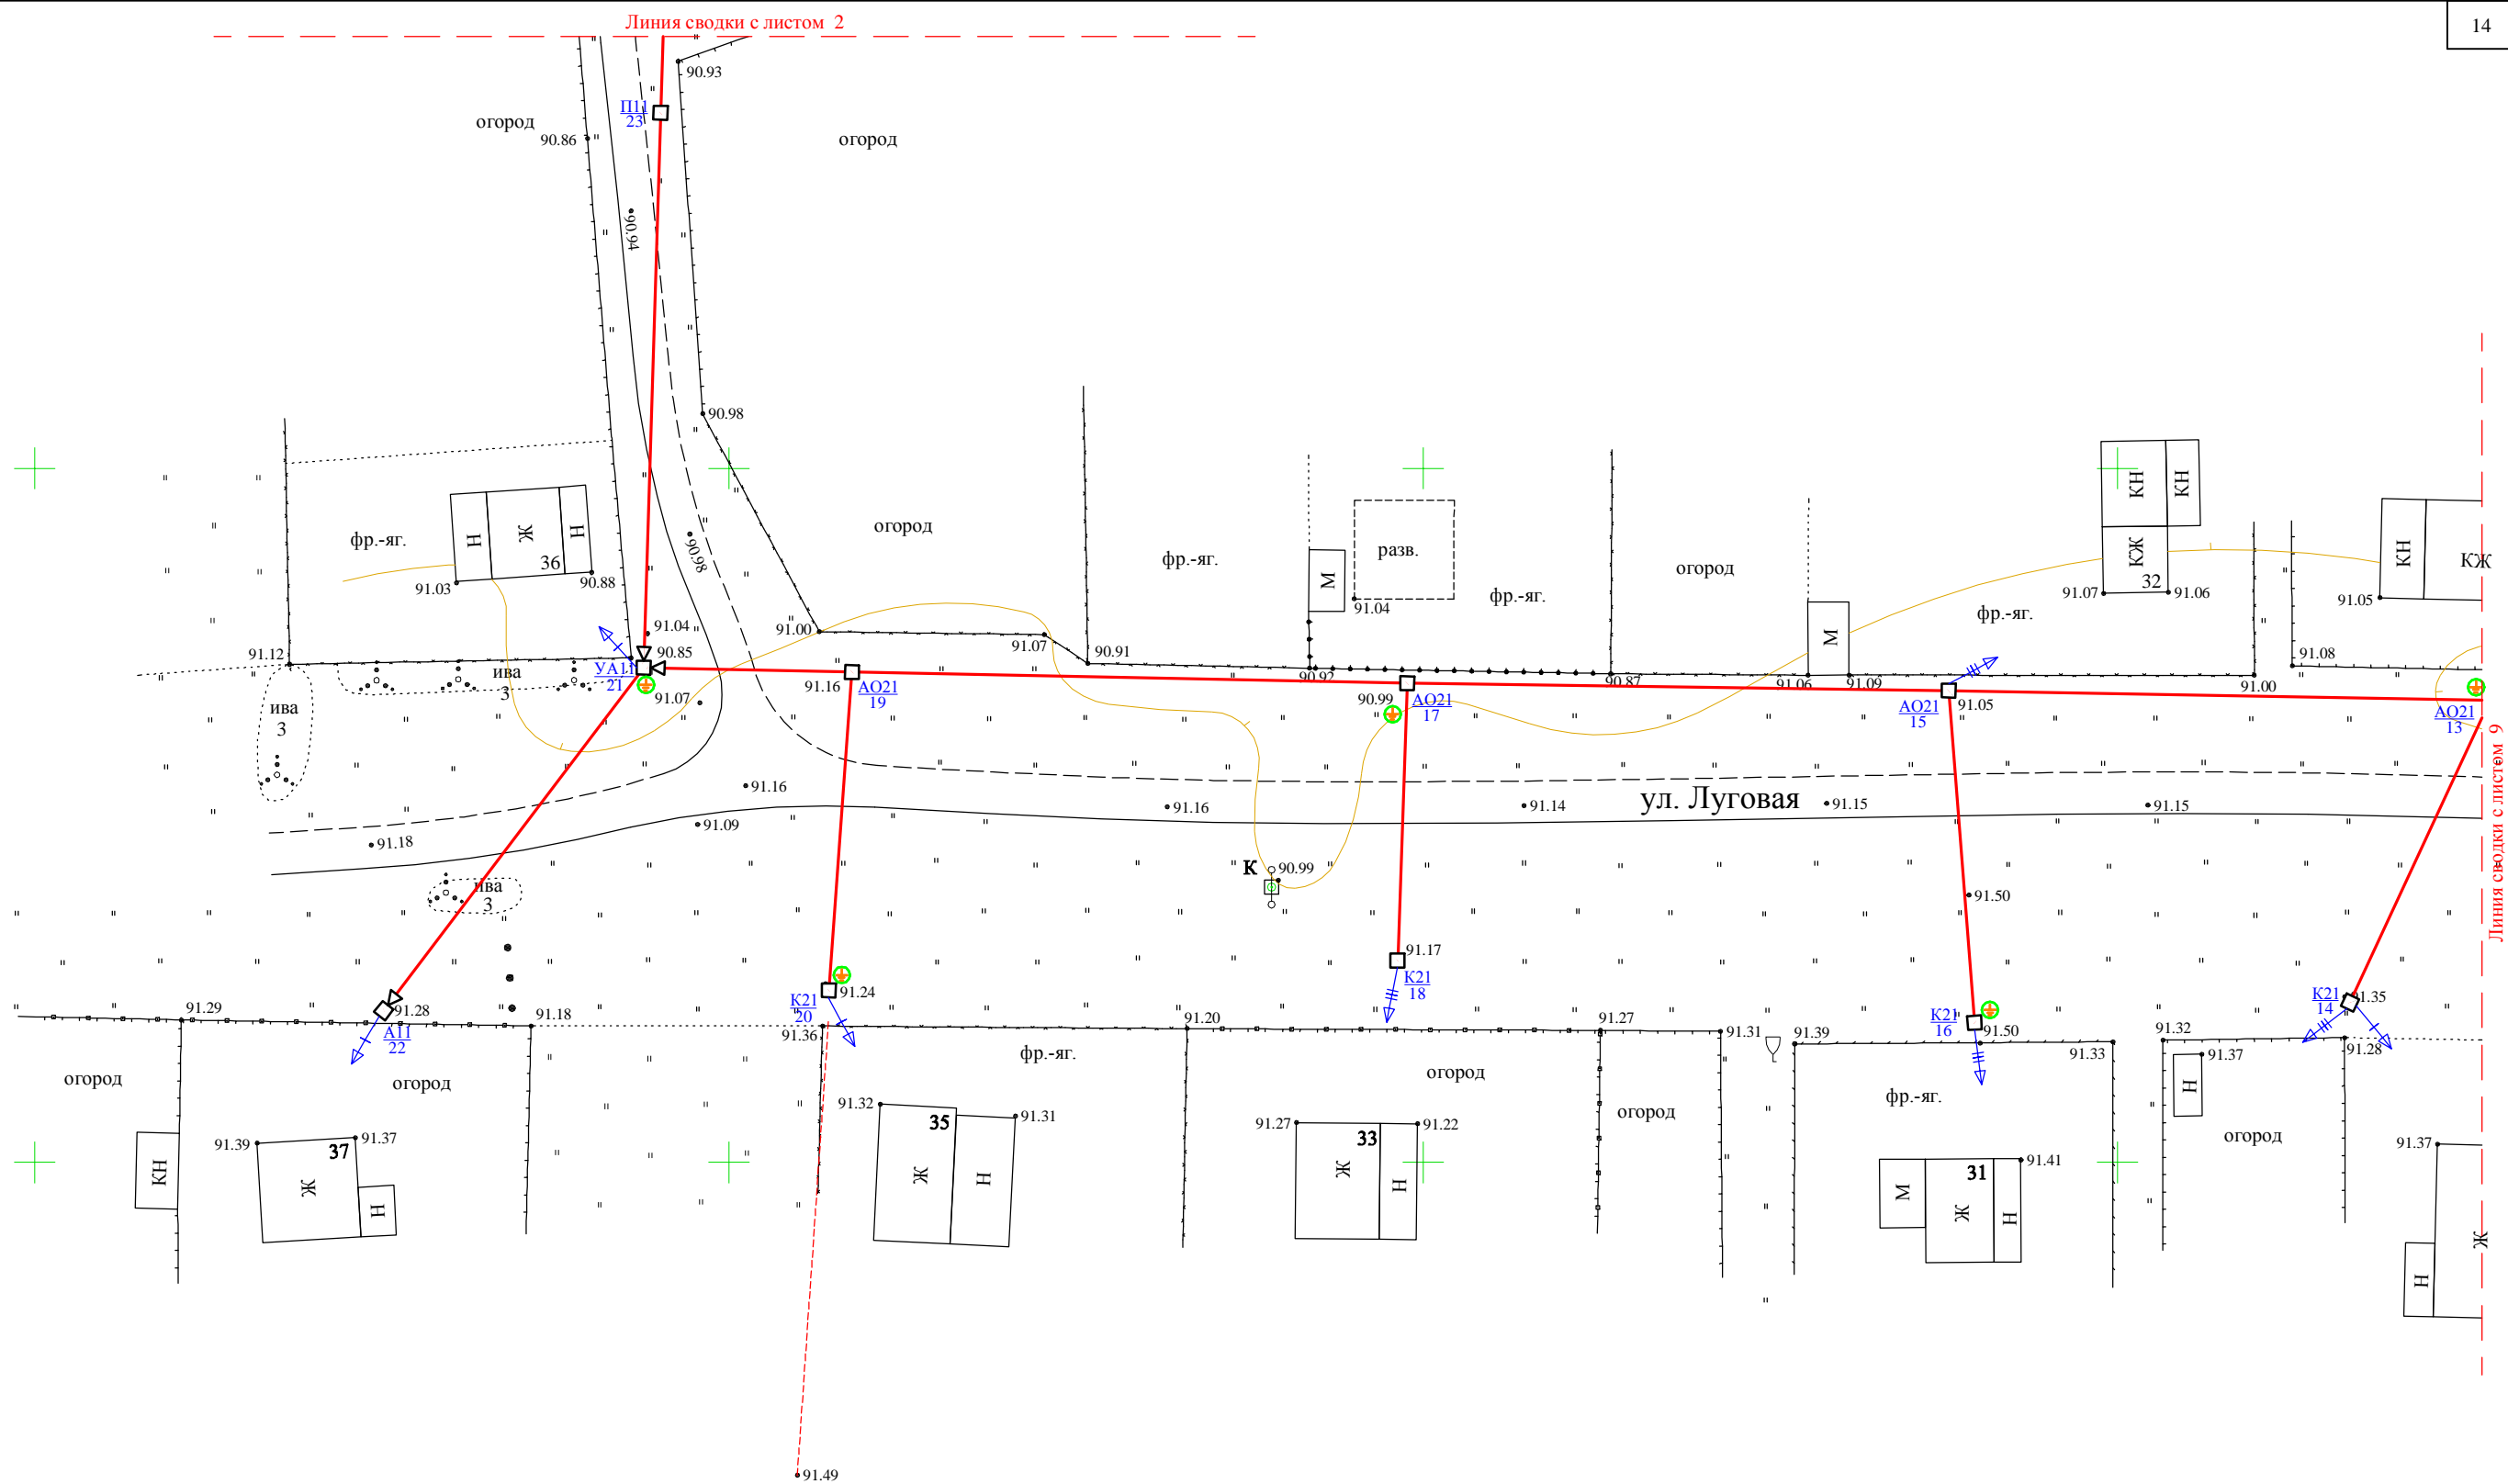 Линия сводки с листом 2
14
90.93
П11
23
огород
90.86
огород
90.94
90.98
огород
фр.-яг.
Н
Ж
36
Н
90.98
91.03
90.88
фр.-яг.
М
разв.
91.04
фр.-яг.
огород
М
КН
КН
КЖ
32
91.07
91.06
фр.-яг.
КН
КЖ
91.05
91.04
90.85
91.00
91.07
90.91
91.12
УА11
21
ива
3
91.07
91.16
АО21
19
90.92
90.99
АО21
17
90.87
91.06
91.09
АО21
15
91.05
91.00
91.08
АО21
13
ива
3
91.16
91.16
91.14
ул. Луговая
91.15
91.15
Линия сводки с листом 9
91.18
91.09
К
90.99
ива
3
91.50
91.17
К21
18
91.24
К21
20
91.29
91.28
А11
22
91.18
91.36
91.20
91.27
91.31
91.39
К21
16
91.50
91.33
91.32
К21
14
91.35
91.28
91.37
Н
фр.-яг.
огород
огород
огород
огород
фр.-яг.
огород
91.39
91.37
37
Ж
Н
КН
91.32
35
91.31
Ж
Н
91.27
33
91.22
Ж
Н
М
31
91.41
Ж
Н
91.37
Ж
Н
91.49